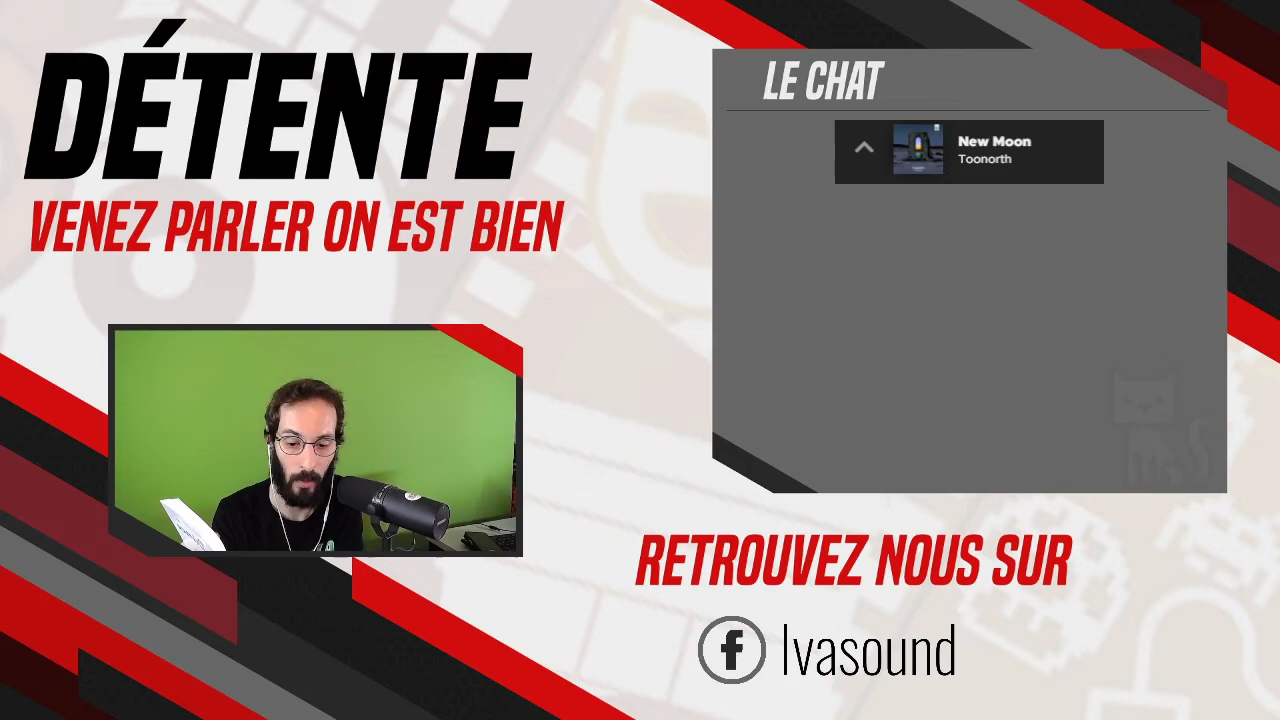 DÉTENTE
VENEZ PARLER ON EST BIEN
LE CHAT
New Moon
Toonorth
RETROUVEZ NOUS SUR
lvasound